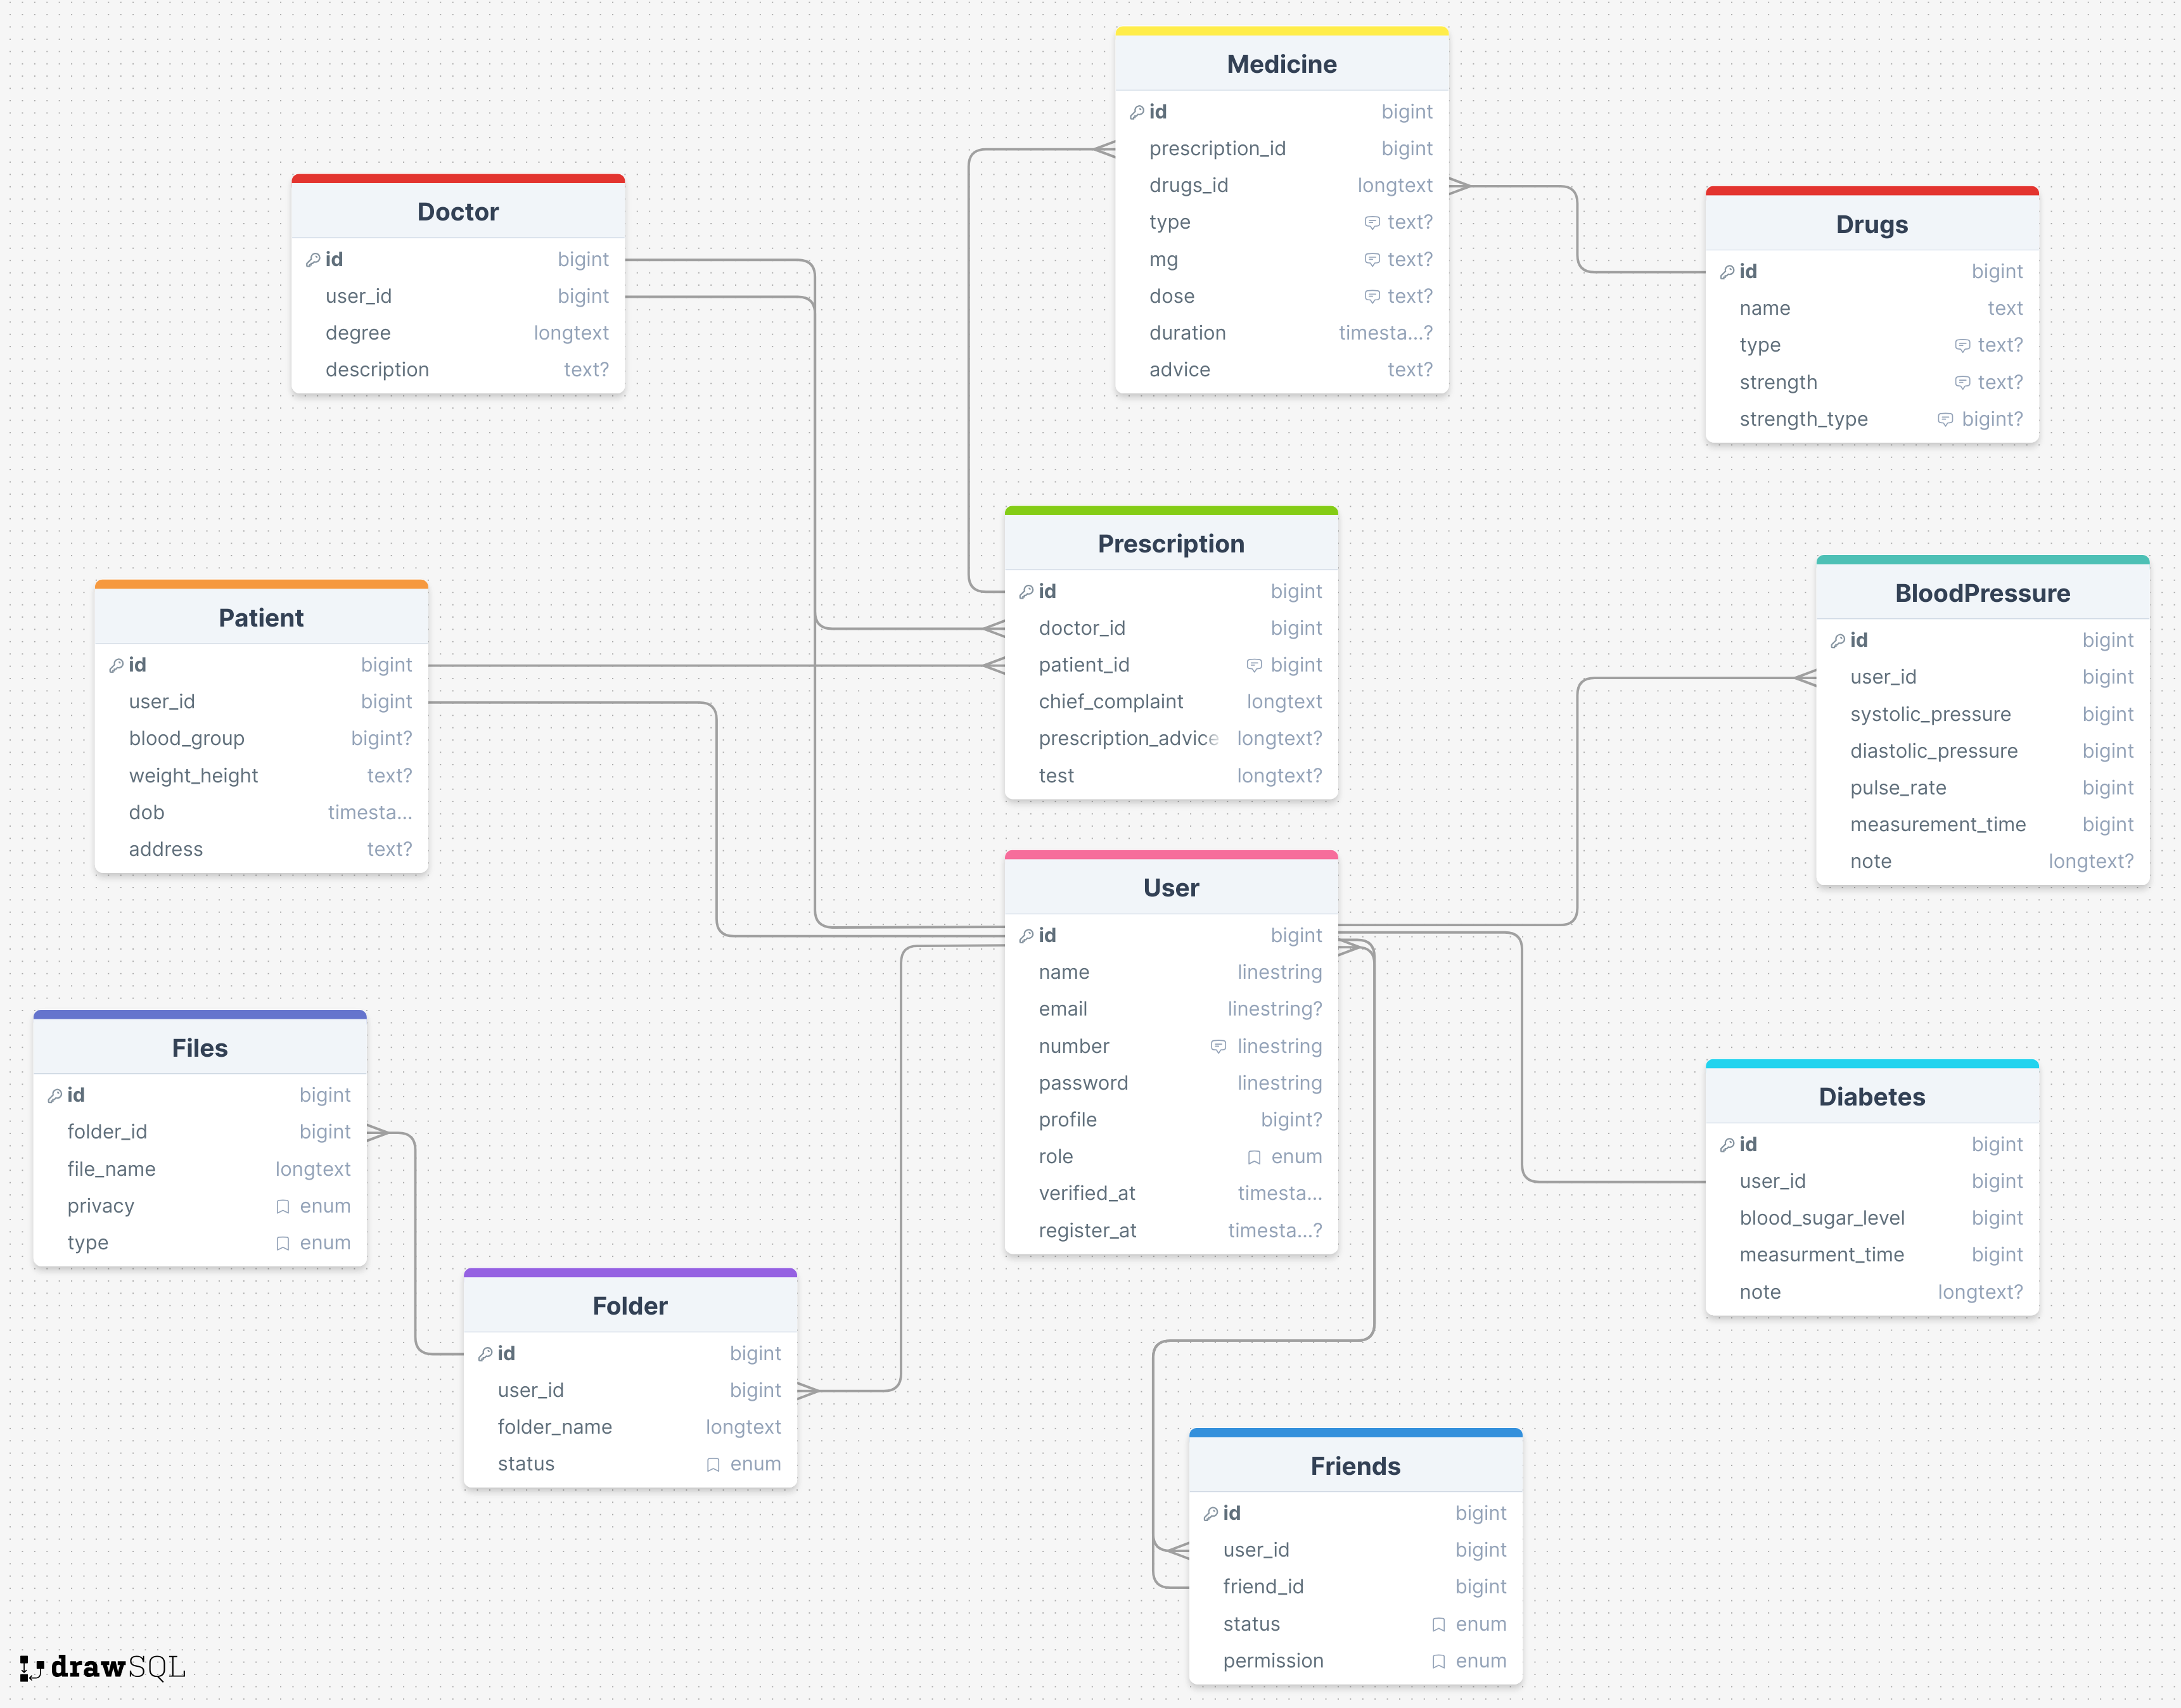 Medicine
id bigint
prescription_id bigint
drugs_id longtext
type text?
mg text?
dose text?
duration timesta...?
advice text?
Doctor
id bigint
user_id bigint
degree longtext
description text?
Drugs
id bigint
name text
type text?
strength text?
strength_type bigint?
Prescription
id bigint
doctor_id bigint
patient_id bigint
chief_complaint longtext
prescription_advice longtext?
test longtext?
BloodPressure
id bigint
user_id bigint
systolic_pressure bigint
diastolic_pressure bigint
pulse_rate bigint
measurement_time bigint
note longtext?
Patient
id bigint
user_id bigint
blood_group bigint?
weight_height text?
dob timesta...
address text?
User
id bigint
name linestring
email linestring?
number linestring
password linestring
profile bigint?
role enum
verified_at timesta...
register_at timesta...?
Files
id bigint
folder_id bigint
file_name longtext
privacy enum
type enum
Diabetes
id bigint
user_id bigint
blood_sugar_level bigint
measurment_time bigint
note longtext?
Folder
id bigint
user_id bigint
folder_name longtext
status enum
Friends
id bigint
user_id bigint
friend_id bigint
status enum
permission enum
drawSQL